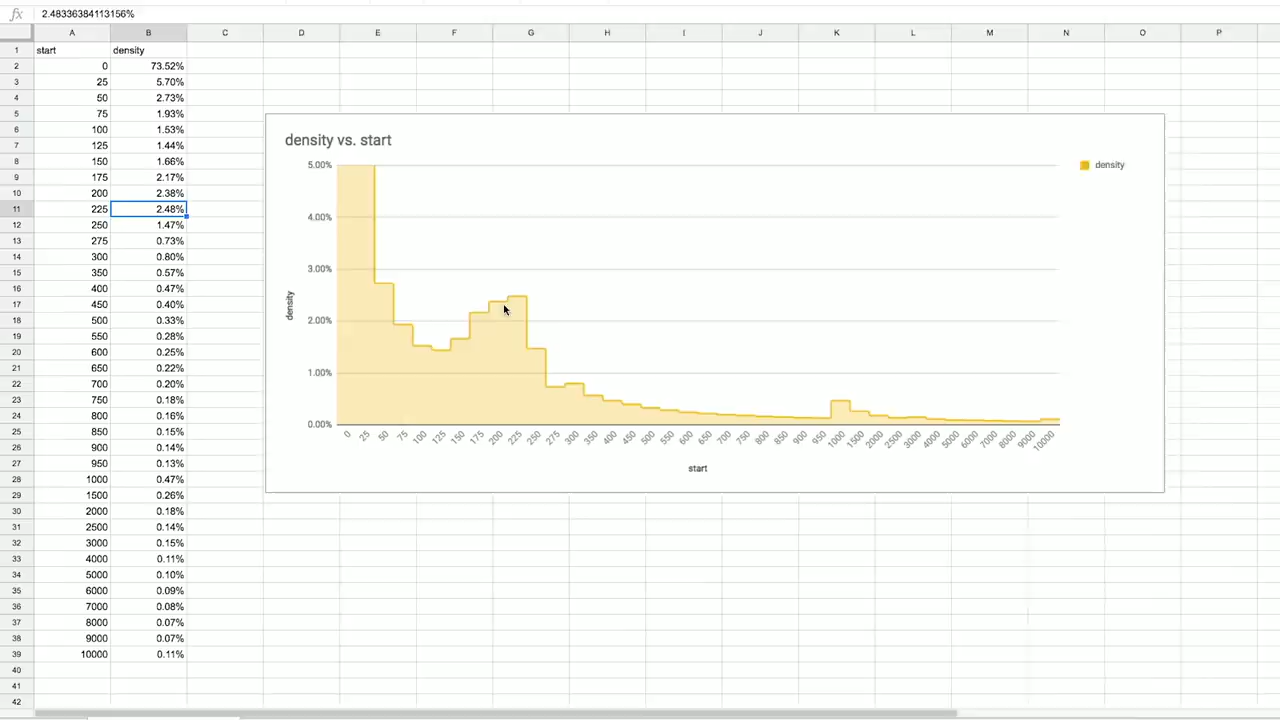 fx 2.48336384113156%
A B C D E F G H I J K L M N O P
1 start density
2 0 73.52%
3 25 5.70%
4 50 2.73%
5 75 1.93%
6 100 1.53%
7 125 1.44%
8 150 1.66%
9 175 2.17%
10 200 2.38%
11 225 2.48%
12 250 1.47%
13 275 0.73%
14 300 0.80%
15 350 0.57%
16 400 0.47%
17 450 0.40%
18 500 0.33%
19 550 0.28%
20 600 0.25%
21 650 0.22%
22 700 0.20%
23 750 0.18%
24 800 0.16%
25 850 0.15%
26 900 0.14%
27 950 0.13%
28 1000 0.47%
29 1500 0.26%
30 2000 0.18%
31 2500 0.14%
32 3000 0.15%
33 4000 0.11%
34 5000 0.10%
35 6000 0.09%
36 7000 0.08%
37 8000 0.07%
38 9000 0.07%
39 10000 0.11%
40
41
42
density vs. start
density
5.00%
4.00%
3.00%
2.00%
1.00%
0.00%
density
0 25 50 75 100 125 150 175 200 225 250 275 300 350 400 450 500 550 600 650 700 750 800 850 900 950 1000 1500 2000 2500 3000 4000 5000 6000 7000 8000 9000 10000
start